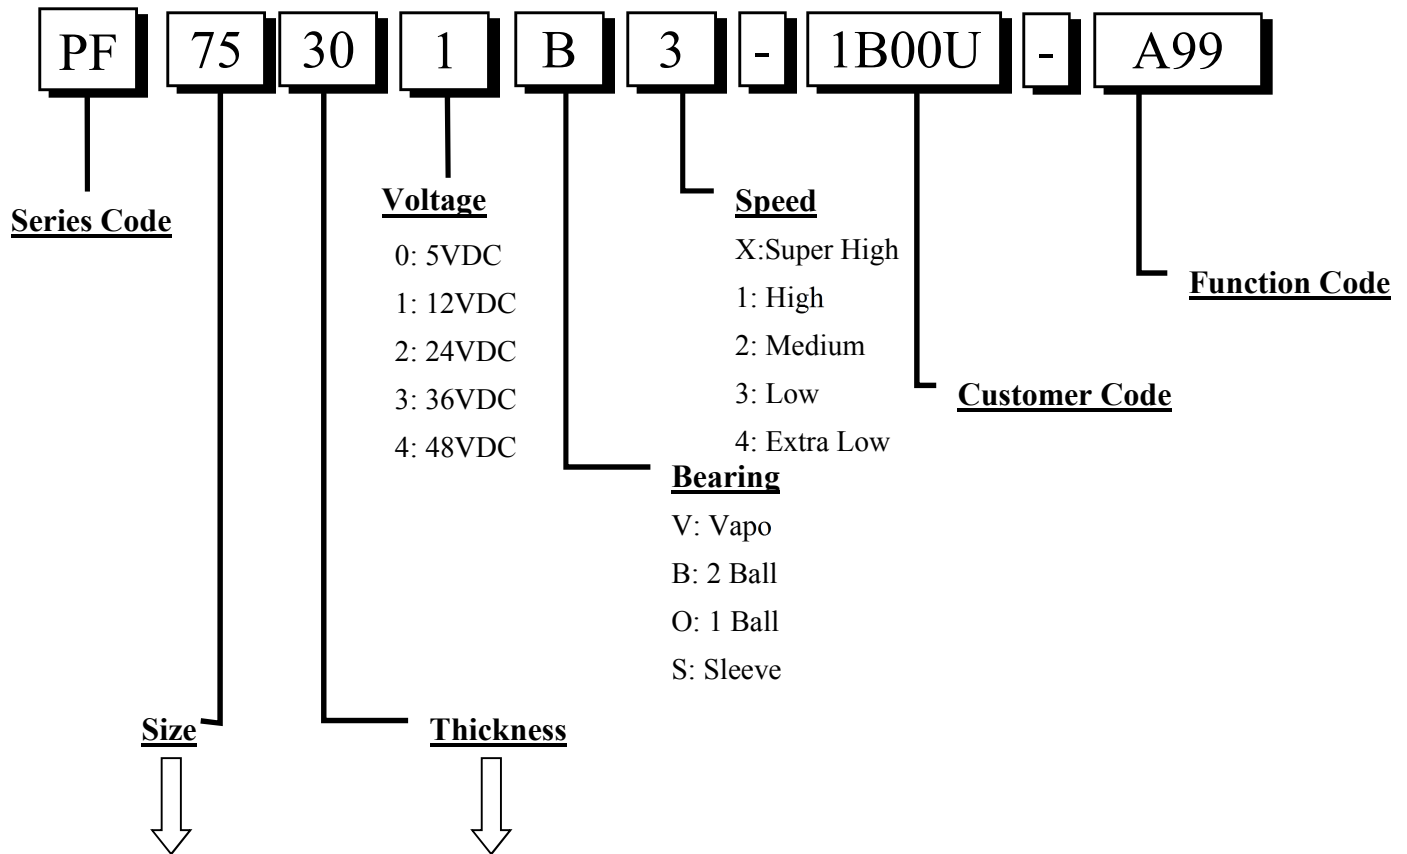 PF 75 30 1 B 3 - 1B00U - A99
Series Code
Voltage
0: 5VDC
1: 12VDC
2: 24VDC
3: 36VDC
4: 48VDC
Speed
X:Super High
1: High
2: Medium
3: Low
4: Extra Low
Function Code
Customer Code
Bearing
V: Vapo
B: 2 Ball
O: 1 Ball
S: Sleeve
Size
Thickness